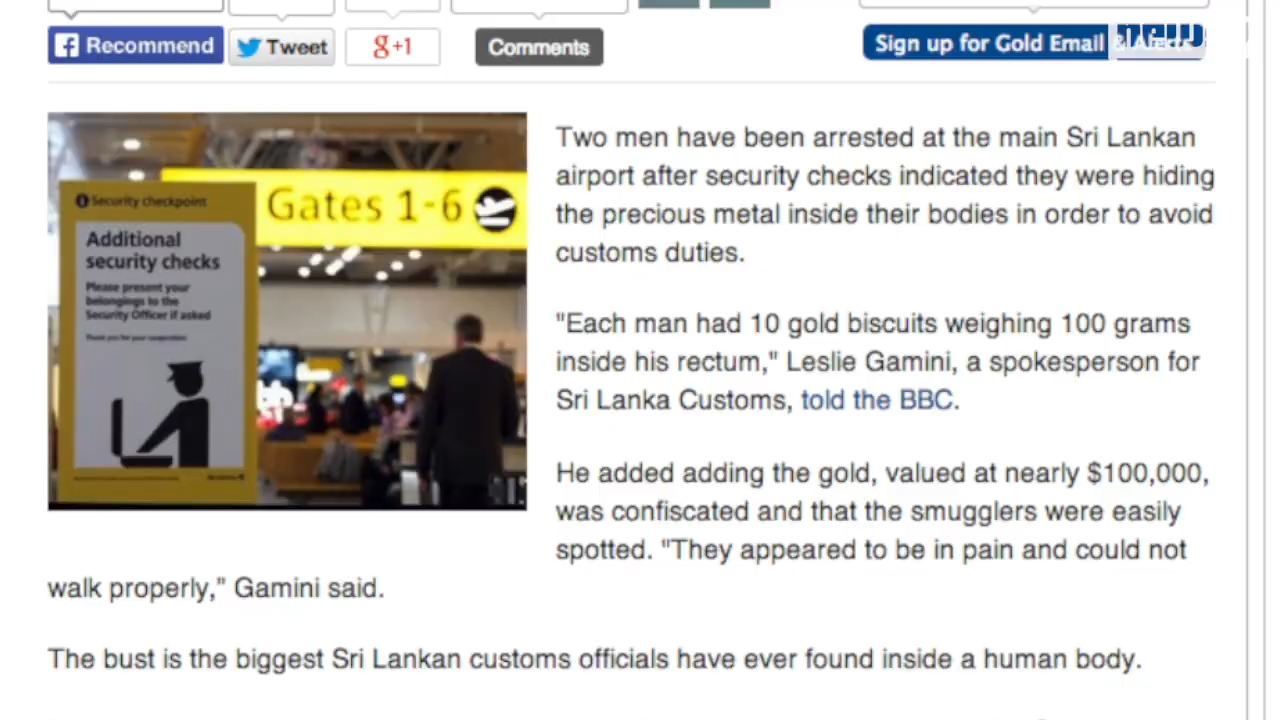 Recommend
Tweet
g+1
Comments
Sign up for Gold Email & Alerts
Security checkpoint
Gates 1-6
Additional
security checks
Please present your
belongings to the
Security Officer if asked
Thank you for your cooperation
Two men have been arrested at the main Sri Lankan
airport after security checks indicated they were hiding
the precious metal inside their bodies in order to avoid
customs duties.
"Each man had 10 gold biscuits weighing 100 grams
inside his rectum," Leslie Gamini, a spokesperson for
Sri Lanka Customs, told the BBC.
He added adding the gold, valued at nearly $100,000,
was confiscated and that the smugglers were easily
spotted. "They appeared to be in pain and could not
walk properly," Gamini said.
The bust is the biggest Sri Lankan customs officials have ever found inside a human body.